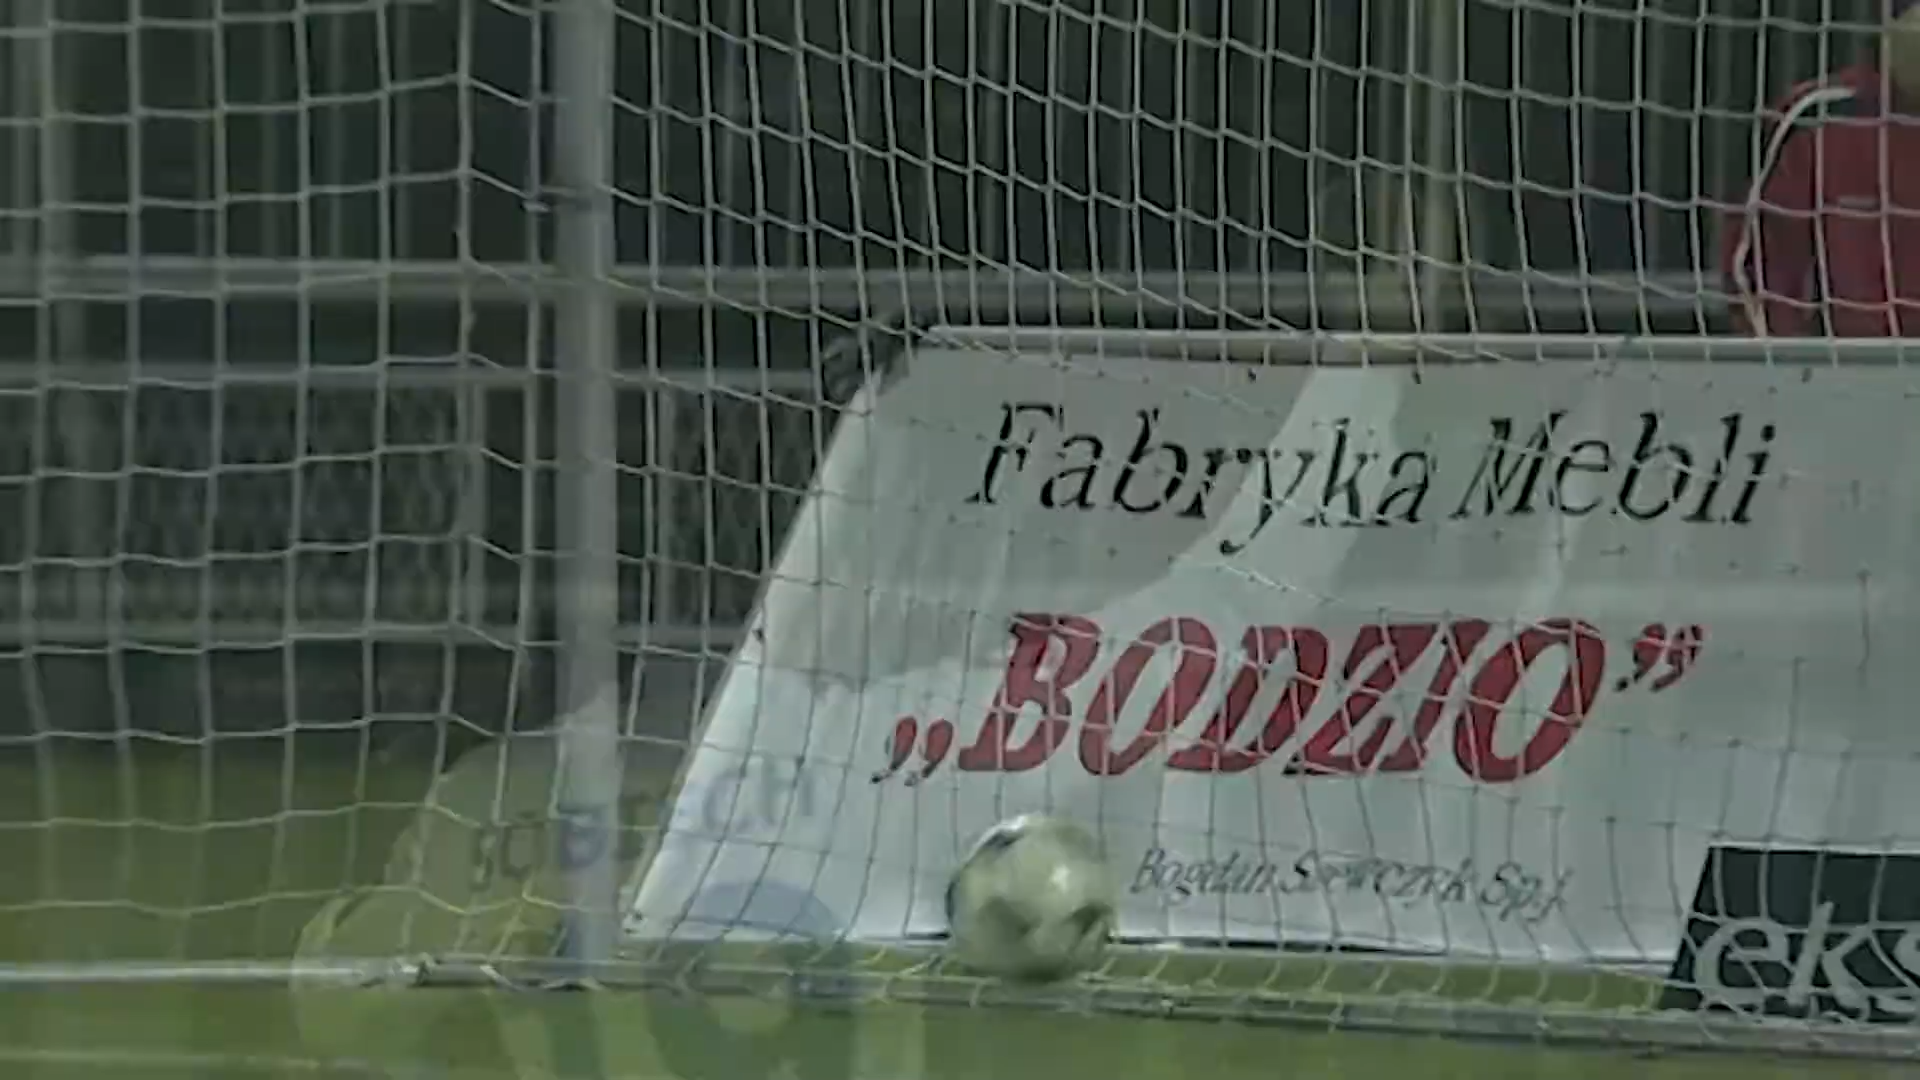 Fabryka Mebli
„BODZIO”
Bogdan Szewczyk Sp.j.
eks